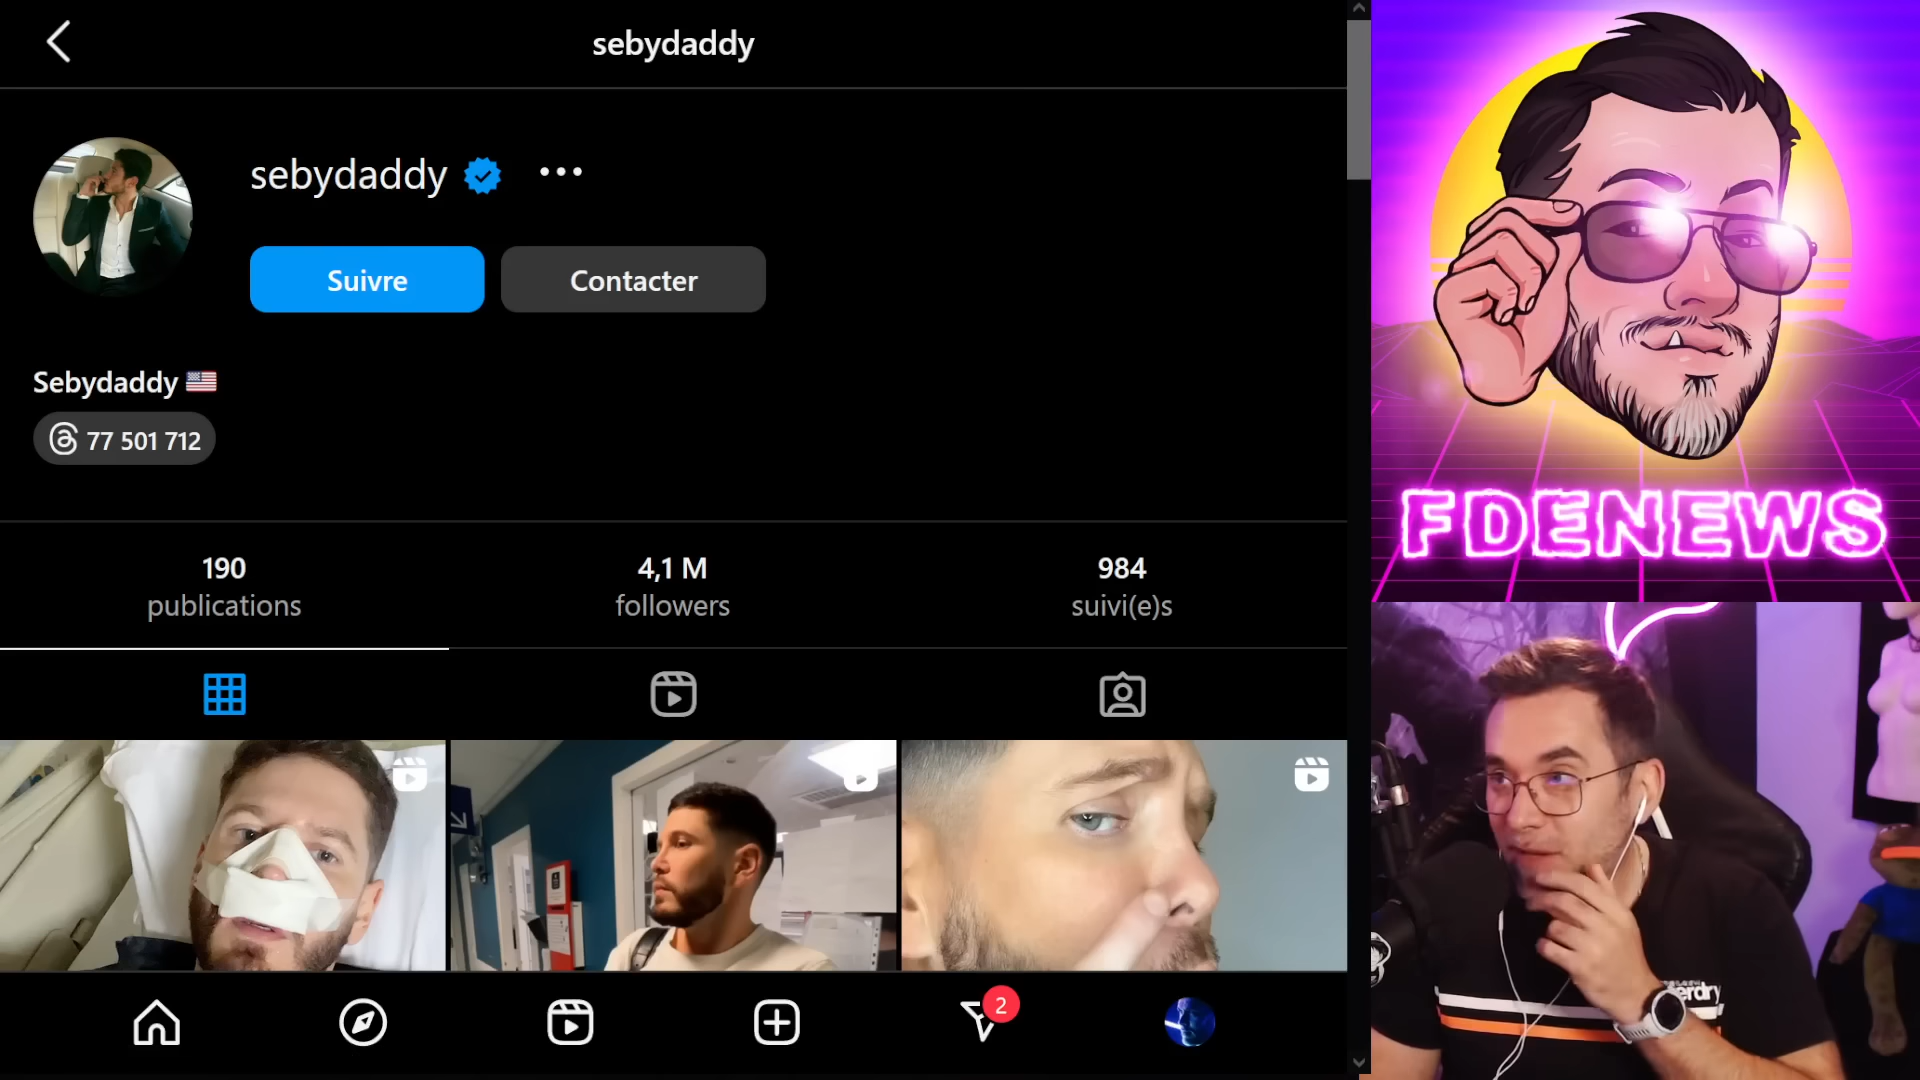 sebydaddy
sebydaddy
Suivre
Contacter
Sebydaddy
77 501 712
190
publications
4,1 M
followers
984
suivi(e)s
2
FDENEWS